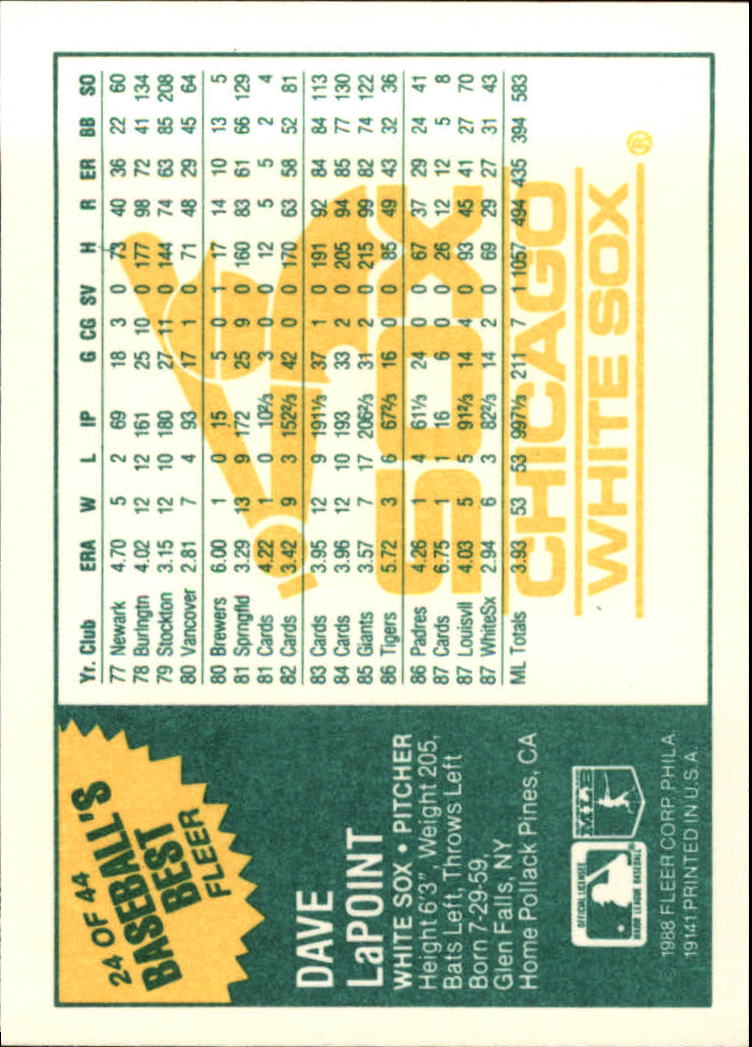 24 OF 44
BASEBALL'S
BEST
FLEER
DAVE
LaPOINT
WHITE SOX • PITCHER
Height 6'3", Weight 205,
Bats Left, Throws Left
Born 7-29-59,
Glen Falls, NY
Home Pollack Pines, CA
OFFICIAL LICENSEE
MAJOR LEAGUE BASEBALL
© 1988 FLEER CORP. PHILA.
19141 PRINTED IN U.S.A.
Yr. Club ERA W L IP G CG SV H R ER BB SO
77 Newark 4.70 5 2 69 18 3 0 73 40 36 22 60
78 Burlngtn 4.02 12 12 161 25 10 0 177 98 72 41 134
79 Stockton 3.15 12 10 180 27 11 0 144 74 63 85 208
80 Vancover 2.81 7 4 93 17 1 0 71 48 29 45 64
80 Brewers 6.00 1 0 15 5 0 1 17 14 10 13 5
81 Sprngfld 3.29 13 9 172 25 9 0 160 83 61 66 129
81 Cards 4.22 1 0 10⅔ 3 0 0 12 5 5 2 4
82 Cards 3.42 9 3 152⅔ 42 0 0 170 63 58 52 81
83 Cards 3.95 12 9 191⅓ 37 1 0 191 92 84 84 113
84 Cards 3.96 12 10 193 33 2 0 205 94 85 77 130
85 Giants 3.57 7 17 206⅔ 31 2 0 215 99 82 74 122
86 Tigers 5.72 3 6 67⅔ 16 0 0 85 49 43 32 36
86 Padres 4.26 1 4 61⅓ 24 0 0 67 37 29 24 41
87 Cards 6.75 1 1 16 6 0 0 26 12 12 5 8
87 Louisvll 4.03 5 5 91⅔ 14 4 0 93 45 41 27 70
87 WhiteSx 2.94 6 3 82⅔ 14 2 0 69 29 27 31 43
ML Totals 3.93 53 53 997⅓ 211 7 1 1057 494 435 394 583
SOX
CHICAGO
WHITE SOX ®